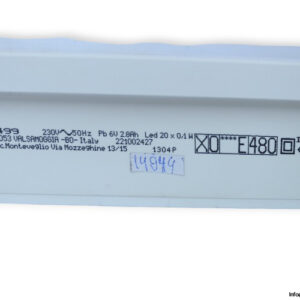 499 230V~50Hz Pb 6V 2.8Ah Led 20 x 0.1 W
053 VALSAMOGGIA -BO- Italy 221002427
c.Monteveglio Via Mozzeghine 13/15 1304P
X0****E480
14949